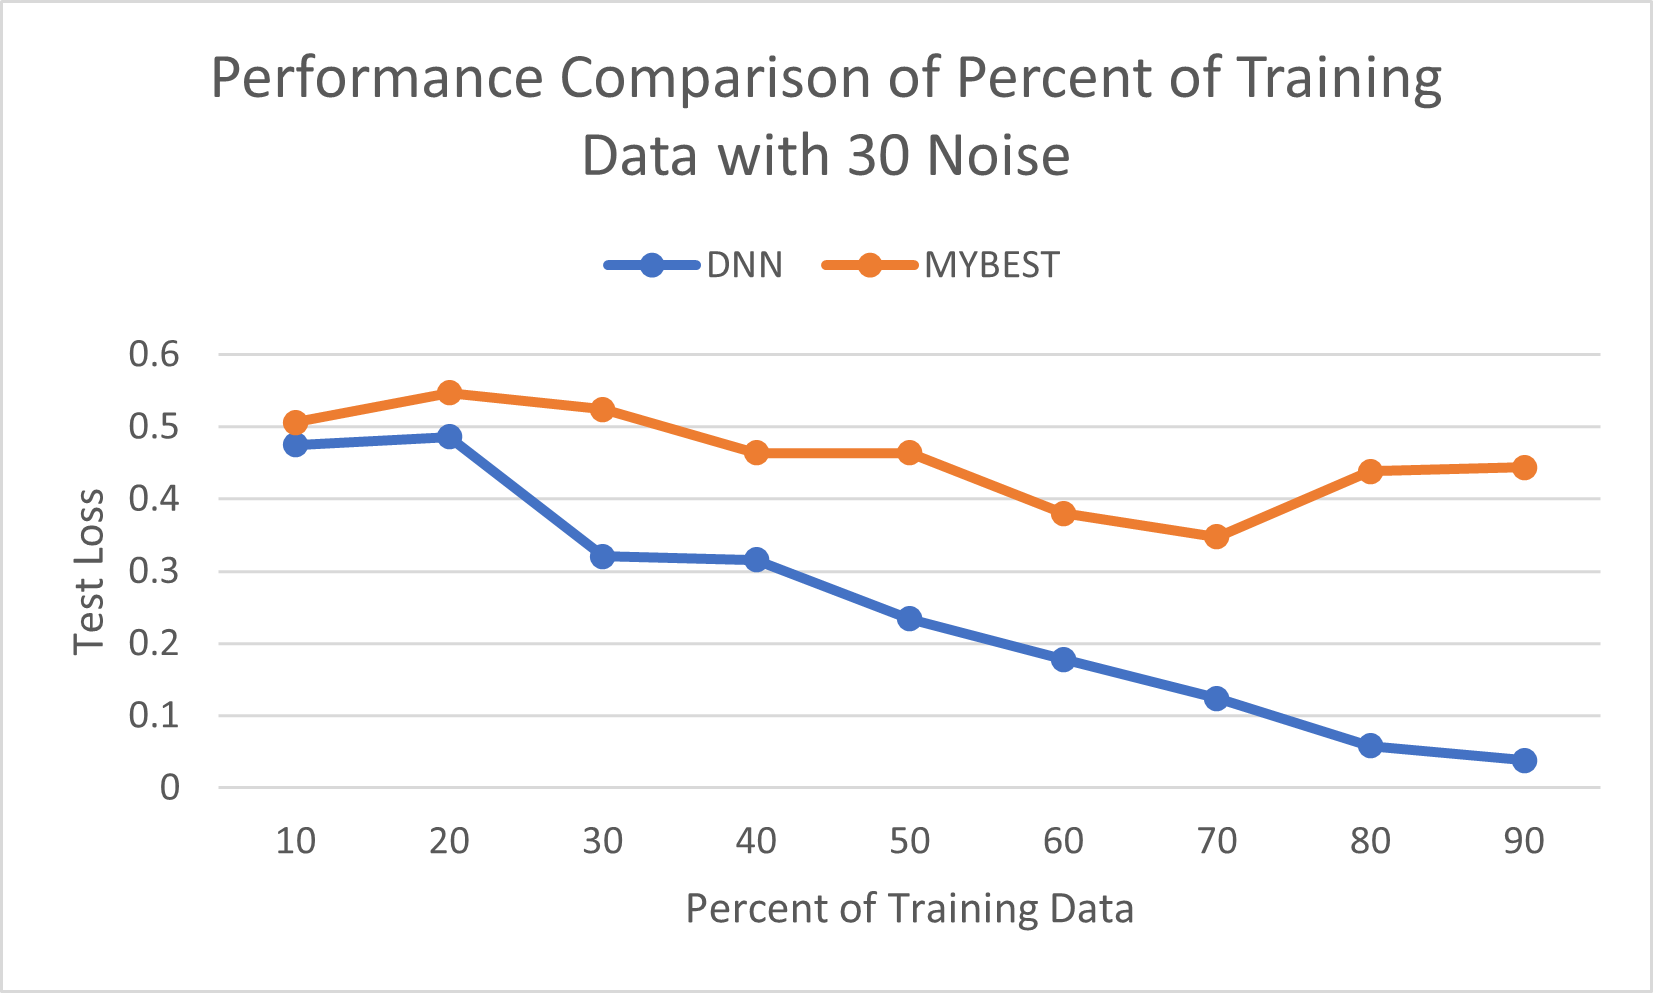 Performance Comparison of Percent of Training
Data with 30 Noise
DNN MYBEST
0.6
0.5
0.4
0.3
0.2
0.1
0
Test Loss
10 20 30 40 50 60 70 80 90
Percent of Training Data